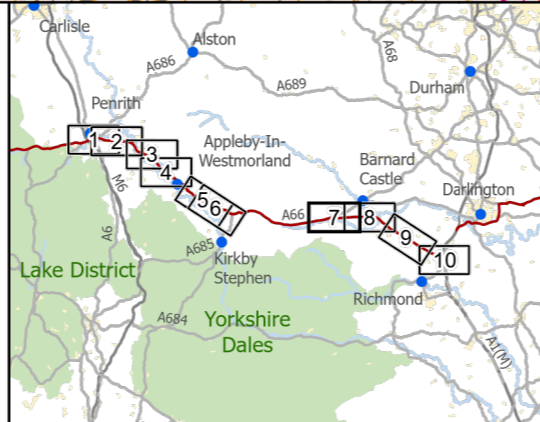 Carlisle
Alston
A686
A68
A689
Durham
Penrith
1
2
3
4
Appleby-In-
Westmorland
Barnard
Castle
Darlington
M6
5
6
A66
7
8
9
10
A6
A685
Kirkby
Stephen
Lake District
Richmond
A684
Yorkshire
Dales
A1(M)